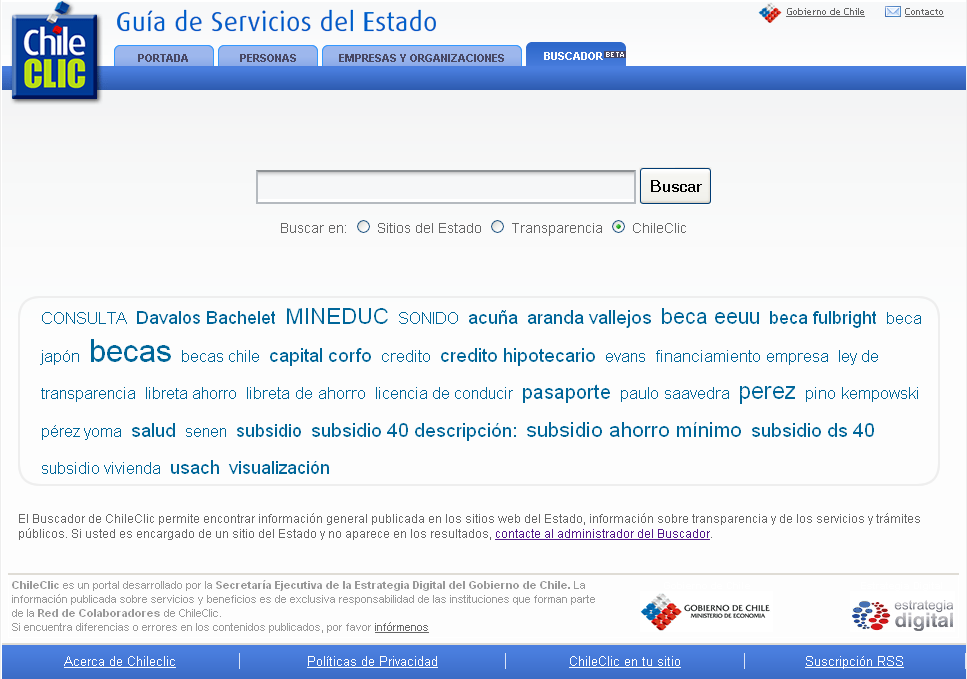 Chile
CLIC
Guía de Servicios del Estado
Gobierno de Chile
Contacto
PORTADA
PERSONAS
EMPRESAS Y ORGANIZACIONES
BUSCADOR BETA
Buscar
Buscar en: Sitios del Estado Transparencia ChileClic
CONSULTA Davalos Bachelet MINEDUC SONIDO acuña aranda vallejos beca eeuu beca fulbright beca
japón becas becas chile capital corfo credito credito hipotecario evans financiamiento empresa ley de
transparencia libreta ahorro libreta de ahorro licencia de conducir pasaporte paulo saavedra perez pino kempowski
pérez yoma salud senen subsidio subsidio 40 descripción: subsidio ahorro mínimo subsidio ds 40
subsidio vivienda usach visualización
El Buscador de ChileClic permite encontrar información general publicada en los sitios web del Estado, información sobre transparencia y de los servicios y trámites
públicos. Si usted es encargado de un sitio del Estado y no aparece en los resultados, contacte al administrador del Buscador.
ChileClic es un portal desarrollado por la Secretaría Ejecutiva de la Estrategia Digital del Gobierno de Chile. La
información publicada sobre servicios y beneficios es de exclusiva responsabilidad de las instituciones que forman parte
de la Red de Colaboradores de ChileClic.
Si encuentra diferencias o errores en los contenidos publicados, por favor infórmenos
GOBIERNO DE CHILE
MINISTERIO DE ECONOMIA
estrategia
digital
Acerca de Chileclic
Políticas de Privacidad
ChileClic en tu sitio
Suscripción RSS